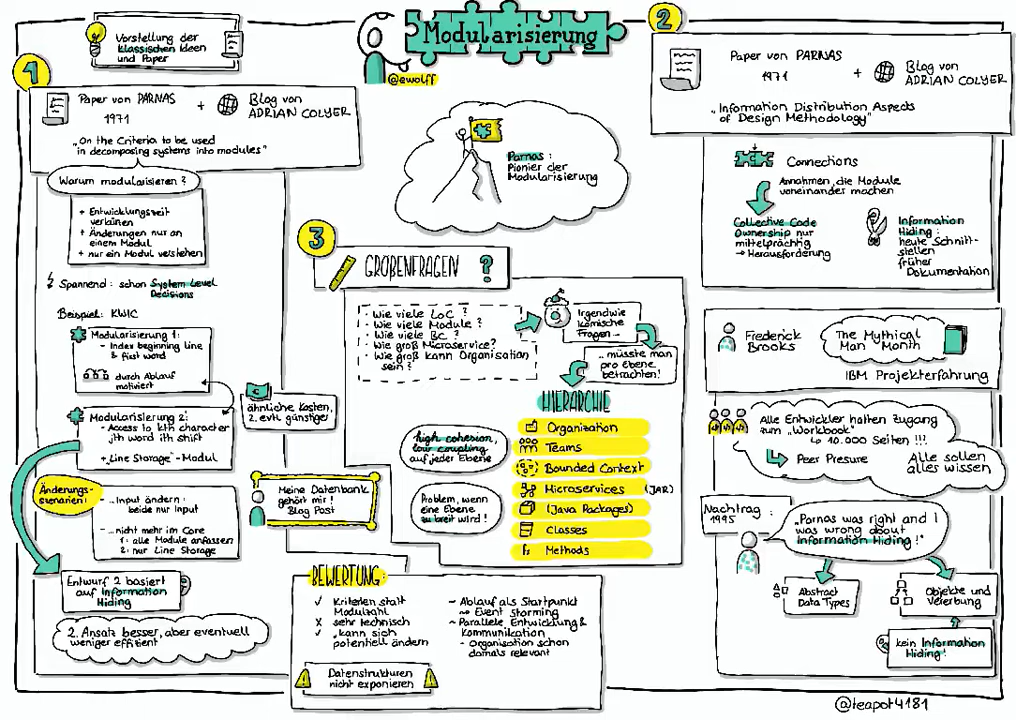 Modularisierung
@ewolff
Vorstellung der
klassischen Ideen
und Paper
1
Paper von PARNAS
1971
+
Blog von
ADRIAN COLYER
„On the Criteria to be used
in decomposing systems into modules"
Warum modularisieren?
+ Entwicklungszeit
verkürzen
+ Änderungen nur an
einem Modul
+ nur ein Modul verstehen
Spannend: schon System Level
Decisions
Beispiel: KWIC
Modularisierung 1:
- Index beginning Line
& first word
durch Ablauf
motiviert
Modularisierung 2:
- Access to kth character
jth word ith shift
+ „Line Storage"-Modul
ähnliche Kosten,
2. evtl. günstiger
Änderungs-
szenarien:
- ..Input ändern:
beide nur Input
- ..nicht mehr im Core
1: alle Module anfassen
2: nur Line Storage
Entwurf 2 basiert
auf Information
Hiding
2. Ansatz besser, aber eventuell
weniger effizient
Meine Datenbank
gehört mir!
Blog Post
Parnas:
Pionier der
Modularisierung
2
Paper von PARNAS
1971
+
Blog von
ADRIAN COLYER
„Information Distribution Aspects
of Design Methodology"
Connections
Annahmen, die Module
voneinander machen
Collective Code
Ownership nur
mittelprächtig
→ Herausforderung
Information
Hiding:
heute Schnitt-
stellen
früher
Dokumentation
Frederick
Brooks
The Mythical
Man Month
IBM Projekterfahrung
Alle Entwickler halten Zugang
zum „Workbook"
↳ 10.000 Seiten !!!
Peer Presure
Alle sollen
alles wissen
Nachtrag:
1995
„Parnas was right and I
was wrong about
Information Hiding!"
Abstract
Data Types
Objekte und
Vererbung
kein Information
Hiding!
3
GRÖßENFRAGEN ?
- Wie viele LoC?
- Wie viele Module?
- Wie viele BC?
- Wie groß Microservice?
- Wie groß kann Organisation
sein?
Irgendwie
komische
Fragen...
...müsste man
pro Ebene
betrachten!
HIERARCHIE
Organization
Teams
Bounded Context
Microservices (JAR)
(Java Packages)
Classes
Methods
high cohesion,
low coupling
auf jeder Ebene
Problem, wenn
eine Ebene
zu breit wird!
BEWERTUNG:
✓ Kriterien statt
Modulzahl
x sehr technisch
✓ „kann sich
potentiell ändern
- Ablauf als Startpunkt
⇒ Event Storming
- Parallele Entwicklung &
Kommunikation
- Organisation schon
damals relevant
Datenstrukturen
nicht exponieren
@teapot4181